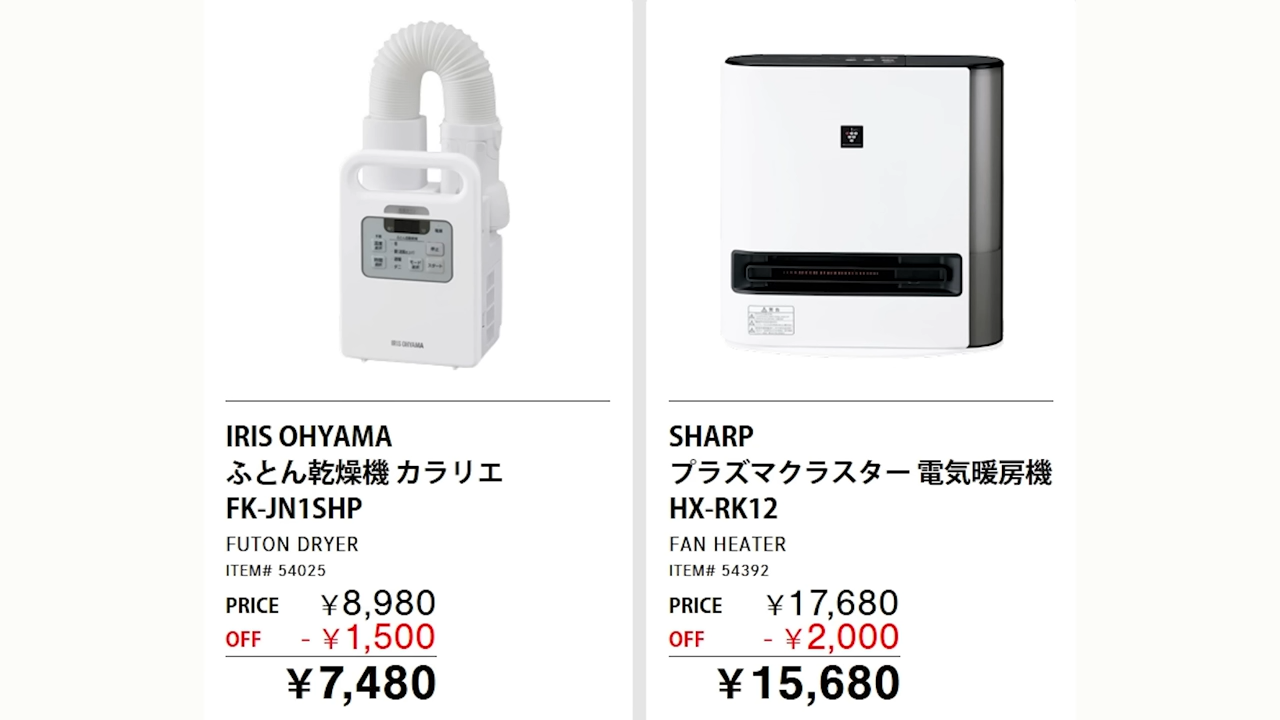 IRIS OHYAMA
IRIS OHYAMA
ふとん乾燥機 カラリエ
FK-JN1SHP
FUTON DRYER
ITEM# 54025
PRICE ￥8,980
OFF - ￥1,500
￥7,480
SHARP
プラズマクラスター 電気暖房機
HX-RK12
FAN HEATER
ITEM# 54392
PRICE ￥17,680
OFF - ￥2,000
￥15,680